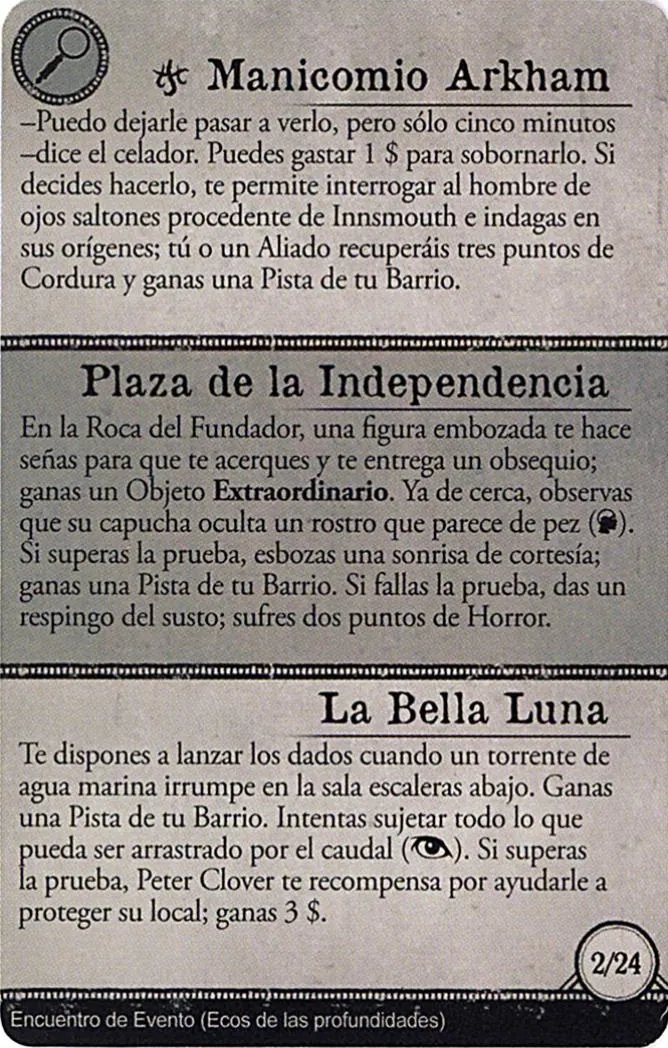 Manicomio Arkham
–Puedo dejarle pasar a verlo, pero sólo cinco minutos
–dice el celador. Puedes gastar 1 $ para sobornarlo. Si
decides hacerlo, te permite interrogar al hombre de
ojos saltones procedente de Innsmouth e indagas en
sus orígenes; tú o un Aliado recuperáis tres puntos de
Cordura y ganas una Pista de tu Barrio.
Plaza de la Independencia
En la Roca del Fundador, una figura embozada te hace
señas para que te acerques y te entrega un obsequio;
ganas un Objeto Extraordinario. Ya de cerca, observas
que su capucha oculta un rostro que parece de pez ( ).
Si superas la prueba, esbozas una sonrisa de cortesía;
ganas una Pista de tu Barrio. Si fallas la prueba, das un
respingo del susto; sufres dos puntos de Horror.
La Bella Luna
Te dispones a lanzar los dados cuando un torrente de
agua marina irrumpe en la sala escaleras abajo. Ganas
una Pista de tu Barrio. Intentas sujetar todo lo que
pueda ser arrastrado por el caudal ( ). Si superas
la prueba, Peter Clover te recompensa por ayudarle a
proteger su local; ganas 3 $.
2/24
Encuentro de Evento (Ecos de las profundidades)